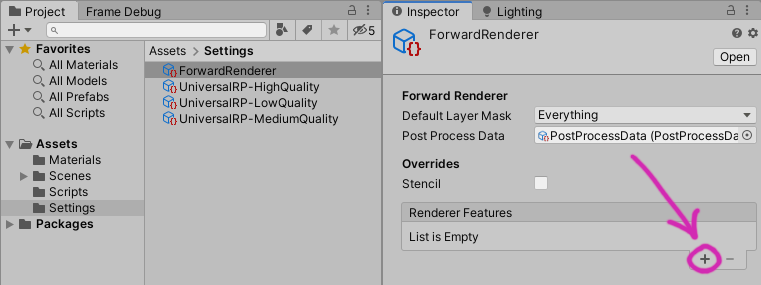 Project
Frame Debug
5
Favorites
All Materials
All Models
All Prefabs
All Scripts
Assets
Materials
Scenes
Scripts
Settings
Packages
Assets > Settings
ForwardRenderer
UniversalRP-HighQuality
UniversalRP-LowQuality
UniversalRP-MediumQuality
Inspector
Lighting
ForwardRenderer
Open
Forward Renderer
Default Layer Mask Everything
Post Process Data PostProcessData (PostProcessDa
Overrides
Stencil
Renderer Features
List is Empty
+ −